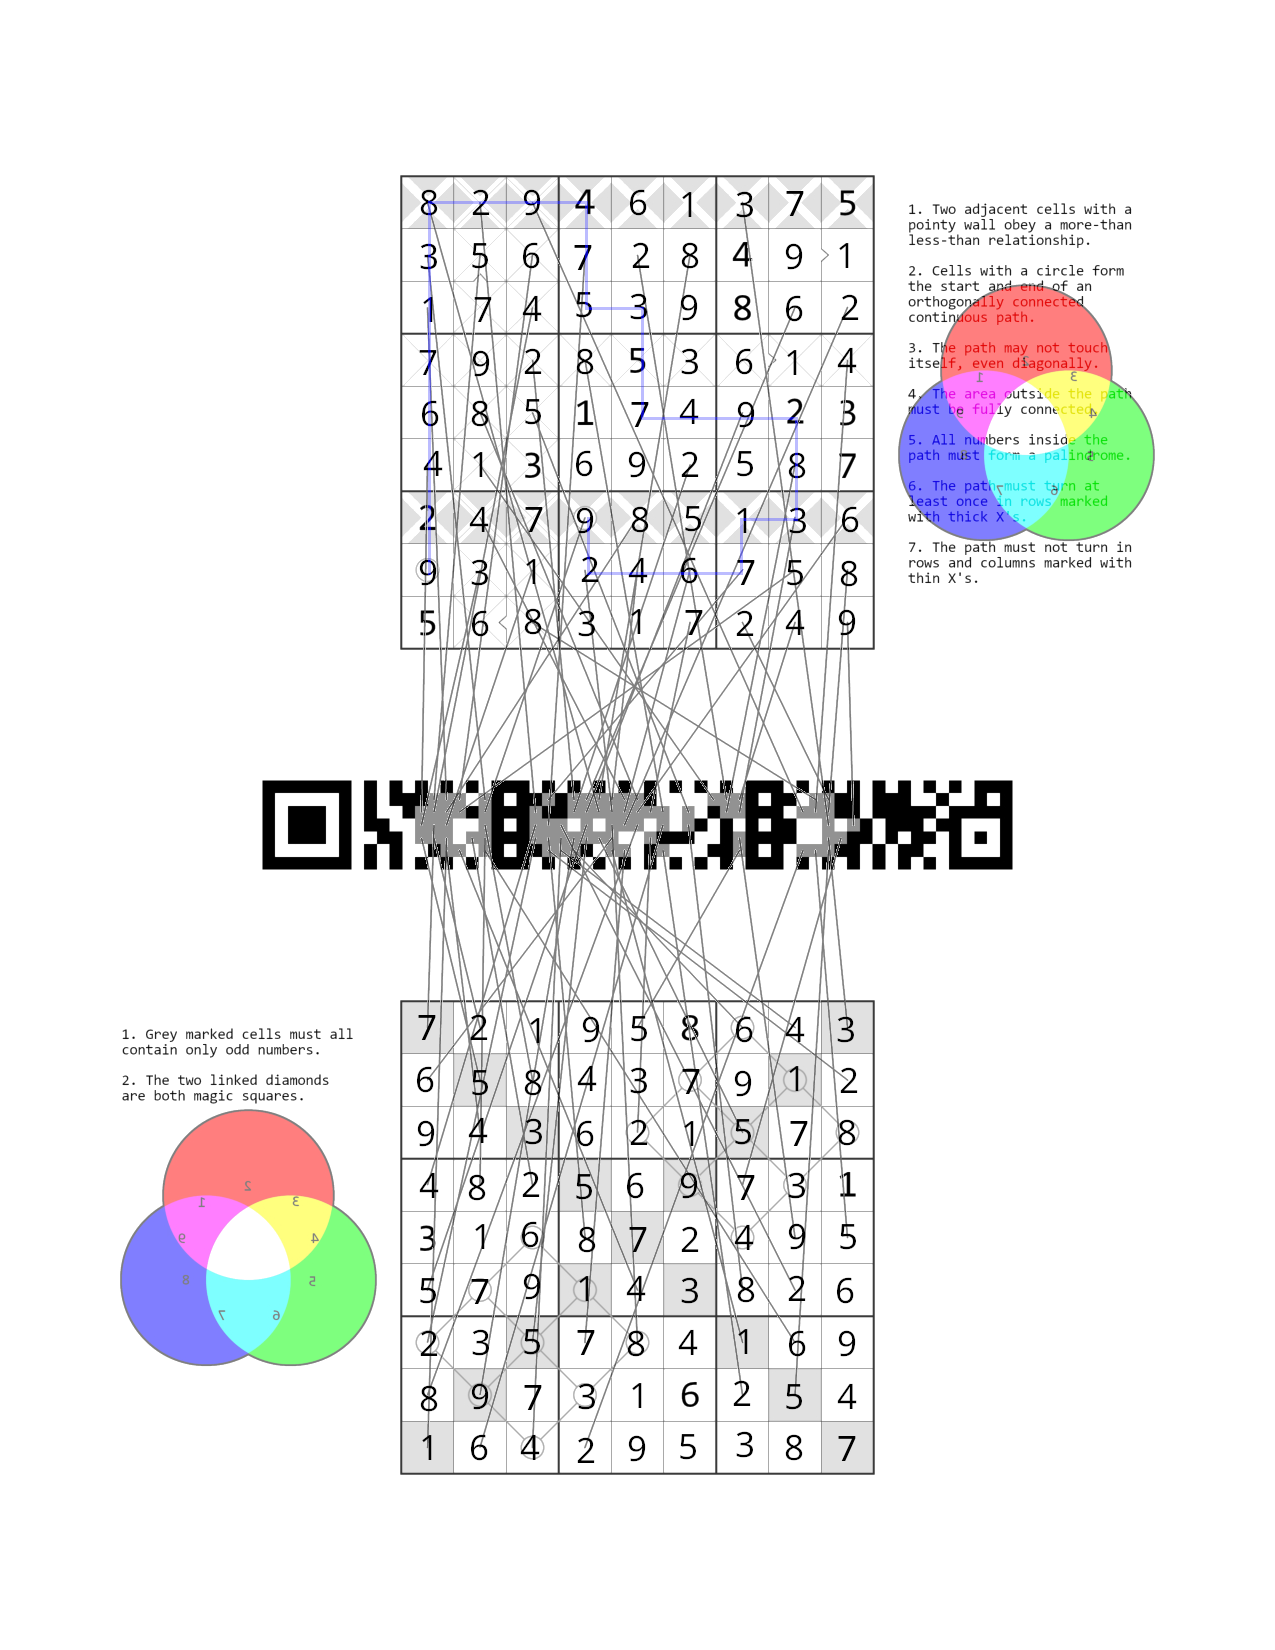 8 2 9 4 6 1 3 7 5
3 5 6 7 2 8 4 9 1
1 7 4 5 3 9 8 6 2
7 9 2 8 5 3 6 1 4
6 8 5 1 7 4 9 2 3
4 1 3 6 9 2 5 8 7
2 4 7 9 8 5 1 3 6
9 3 1 2 4 6 7 5 8
5 6 8 3 1 7 2 4 9
1. Two adjacent cells with a
pointy wall obey a more-than
less-than relationship.
2. Cells with a circle form
the start and end of an
orthogonally connected
continuous path.
3. The path may not touch
itself, even diagonally.
4. The area outside the path
must be fully connected.
5. All numbers inside the
path must form a palindrome.
6. The path must turn at
least once in rows marked
with thick X's.
7. The path must not turn in
rows and columns marked with
thin X's.
2
1 3
9 4
8 5
7 6
1. Grey marked cells must all
contain only odd numbers.
2. The two linked diamonds
are both magic squares.
2
1 3
9 4
8 5
7 6
7 2 1 9 5 8 6 4 3
6 5 8 4 3 7 9 1 2
9 4 3 6 2 1 5 7 8
4 8 2 5 6 9 7 3 1
3 1 6 8 7 2 4 9 5
5 7 9 1 4 3 8 2 6
2 3 5 7 8 4 1 6 9
8 9 7 3 1 6 2 5 4
1 6 4 2 9 5 3 8 7